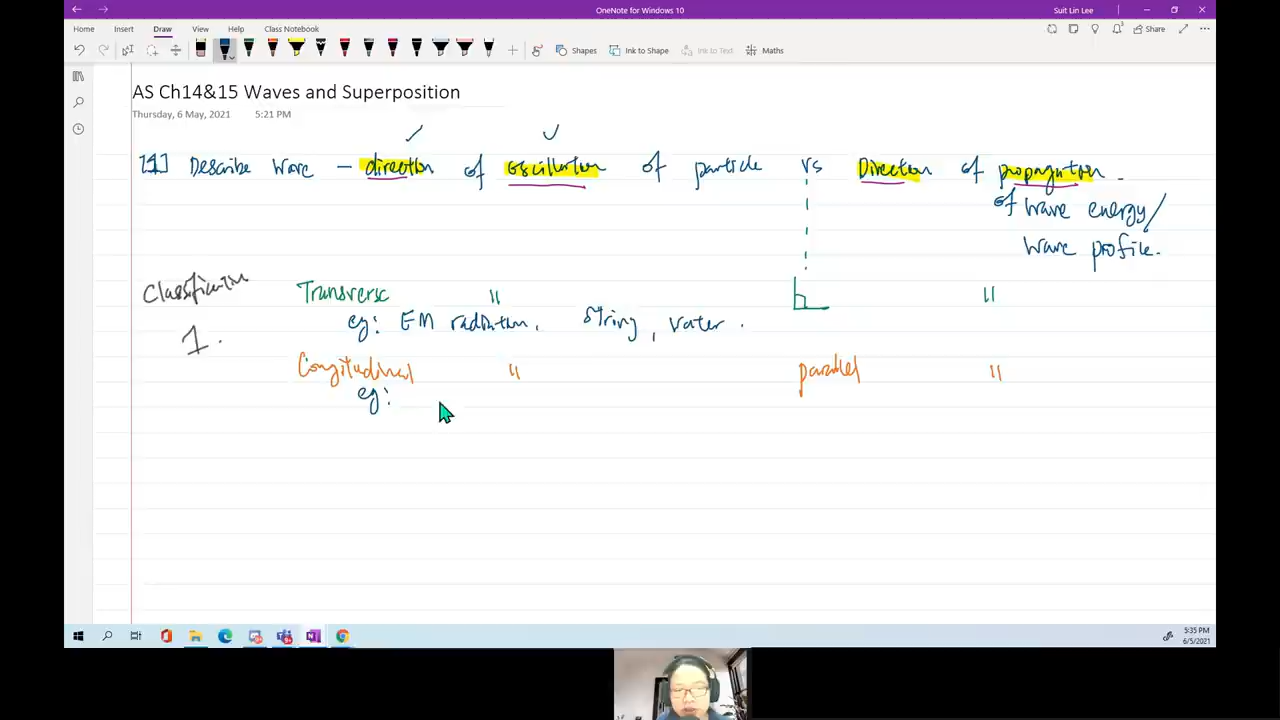 OneNote for Windows 10
Suit Lin Lee
Home Insert Draw View Help Class Notebook
Share
Shapes Ink to Shape Ink to Text Maths
AS Ch14&15 Waves and Superposition
Thursday, 6 May, 2021 5:21 PM
[1] Describe wave — direction of oscillation of particle vs Direction of propagation
of wave energy/
wave profile.
Classification
1.
Transverse 〃 〃
eg: EM radiation, string, water.
Longitudinal 〃 parallel 〃
eg:
5:35 PM
6/5/2021